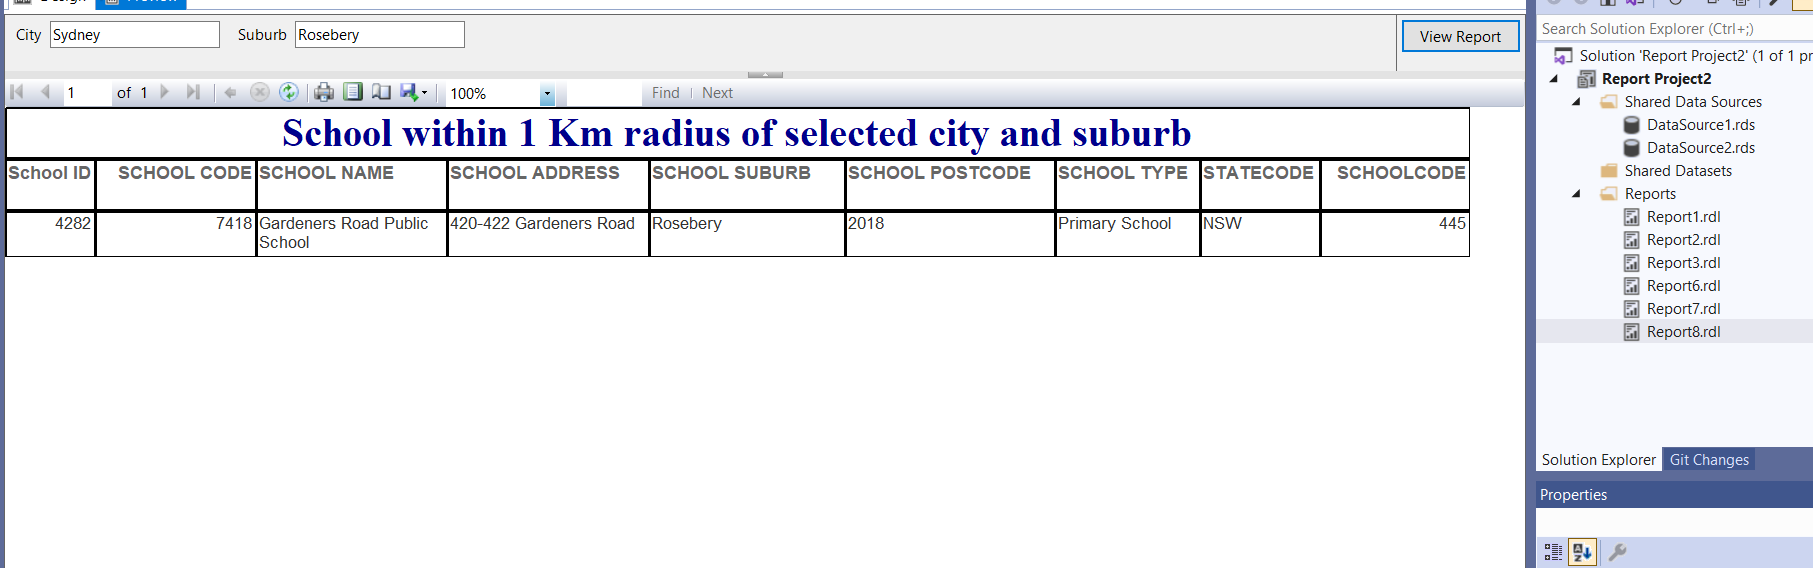 City Sydney Suburb Rosebery View Report
1 of 1 100% Find | Next
School within 1 Km radius of selected city and suburb
School ID SCHOOL CODE SCHOOL NAME SCHOOL ADDRESS SCHOOL SUBURB SCHOOL POSTCODE SCHOOL TYPE STATECODE SCHOOLCODE
4282 7418 Gardeners Road Public 420-422 Gardeners Road Rosebery 2018 Primary School NSW 445
School
Search Solution Explorer (Ctrl+;)
Solution 'Report Project2' (1 of 1 pr
Report Project2
Shared Data Sources
DataSource1.rds
DataSource2.rds
Shared Datasets
Reports
Report1.rdl
Report2.rdl
Report3.rdl
Report6.rdl
Report7.rdl
Report8.rdl
Solution Explorer Git Changes
Properties